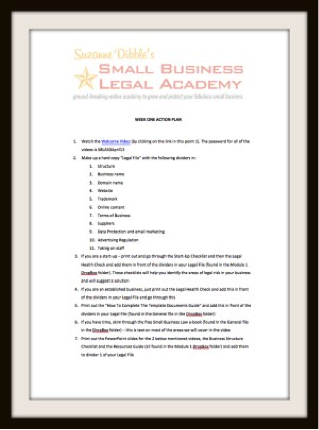 Suzanne Dibble's
SMALL BUSINESS
LEGAL ACADEMY
ground-breaking online academy to grow and protect your fabulous small business
WEEK ONE ACTION PLAN
1. Watch the Welcome Video (by clicking on the link in this point 1). The password for all of the
videos is
2. Make up a hard copy "Legal File" with the following dividers in:
1. Structure
2. Business name
3. Domain name
4. Website
5. Trademark
6. Online content
7. Terms of Business
8. Suppliers
9. Data Protection and email marketing
10. Advertising Regulation
11. Taking on staff
3. If you are a start-up – print out and go through the Start-Up Checklist and then the Legal
Health Check and add them in front of the dividers in your Legal File (found in the Module 1
DropBox folder). These checklists will help you identify the areas of legal risk in your business
and will suggest a solution
4. If you are an established business, just print out the Legal Health Check and add this in front
of the dividers in your Legal File and go through this
5. Print out the "How To Complete The Template Documents Guide" and add this in front of the
dividers in your Legal File (found in the General file in the DropBox folder)
6. If you have time, skim through the Free Small Business Law e-book (found in the General file
in the DropBox folder) – this is text on most of the areas we will cover in the video
7. Print out the PowerPoint slides for the 2 below mentioned videos, the Business Structure
Checklist and the Resources Guide (all found in the Module 1 DropBox folder) and add them
to divider 1 of your Legal File